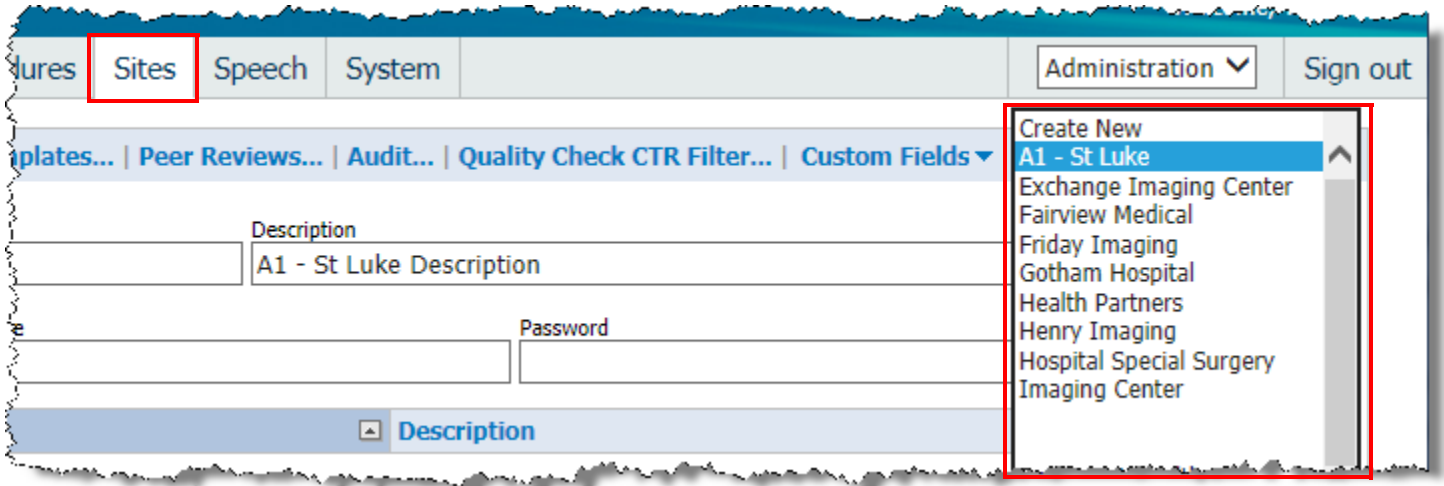 Sites Speech System Administration Sign out
Create New
Peer Reviews... | Audit... | Quality Check CTR Filter... | Custom Fields
A1 - St Luke
Exchange Imaging Center
Fairview Medical
Description
Friday Imaging
A1 - St Luke Description
Gotham Hospital
Health Partners
Password
Henry Imaging
Hospital Special Surgery
Imaging Center
Description